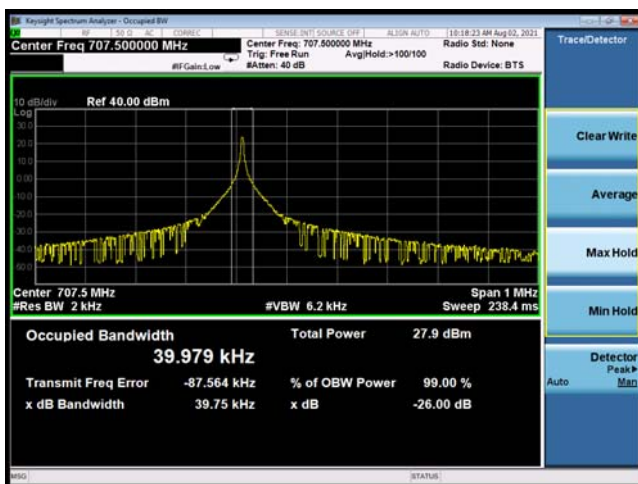 Keysight Spectrum Analyzer - Occupied BW
RF 50 Ω AC CORREC SENSE:INT SOURCE OFF ALIGN AUTO 10:18:23 AM Aug 02, 2021
Center Freq 707.500000 MHz
Center Freq: 707.500000 MHz
Radio Std: None
Trig: Free Run Avg|Hold:>100/100
#IFGain:Low #Atten: 40 dB Radio Device: BTS
Trace/Detector
10 dB/div Ref 40.00 dBm
Log
30.0
20.0
10.0
0.00
-10.0
-20.0
-30.0
-40.0
-50.0
Center 707.5 MHz Span 1 MHz
#Res BW 2 kHz #VBW 6.2 kHz Sweep 238.4 ms
Occupied Bandwidth Total Power 27.9 dBm
39.979 kHz
Transmit Freq Error -87.564 kHz % of OBW Power 99.00 %
x dB Bandwidth 39.75 kHz x dB -26.00 dB
Clear Write
Average
Max Hold
Min Hold
Detector
Peak▶
Auto Man
MSG STATUS